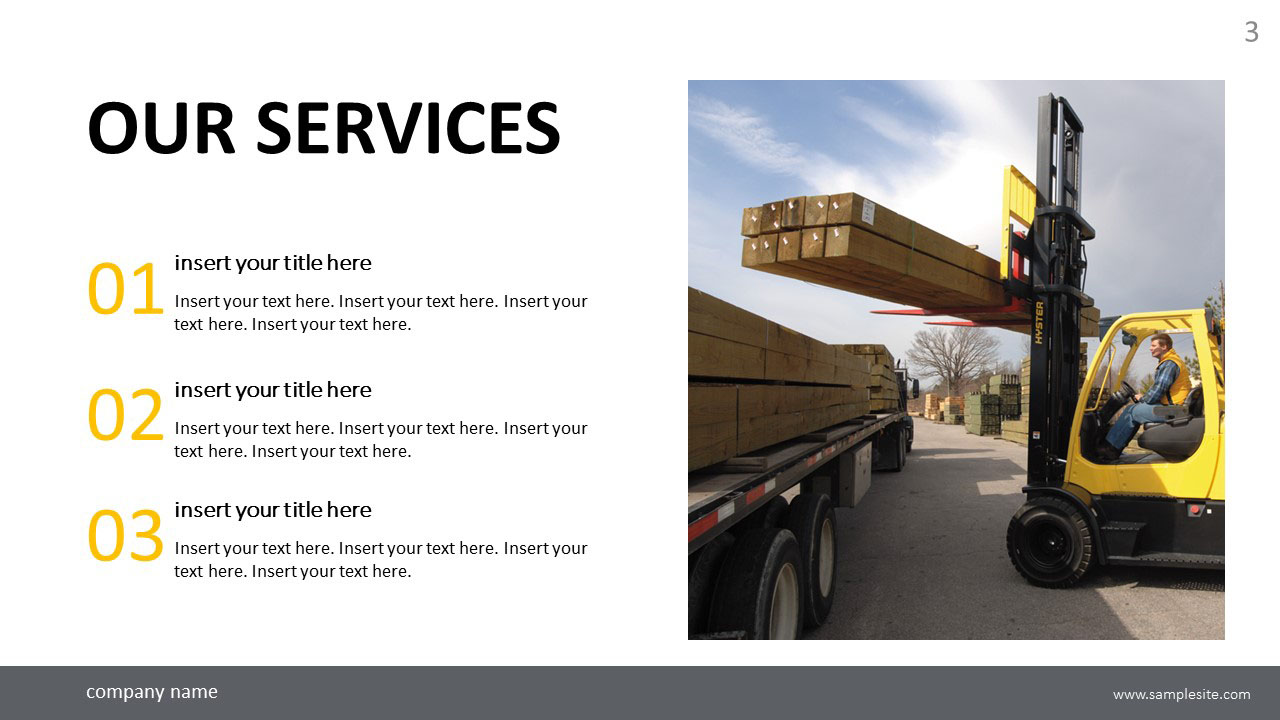 3
OUR SERVICES
01
insert your title here
Insert your text here. Insert your text here. Insert your
text here. Insert your text here.
02
insert your title here
Insert your text here. Insert your text here. Insert your
text here. Insert your text here.
03
insert your title here
Insert your text here. Insert your text here. Insert your
text here. Insert your text here.
HYSTER
company name
www.samplesite.com